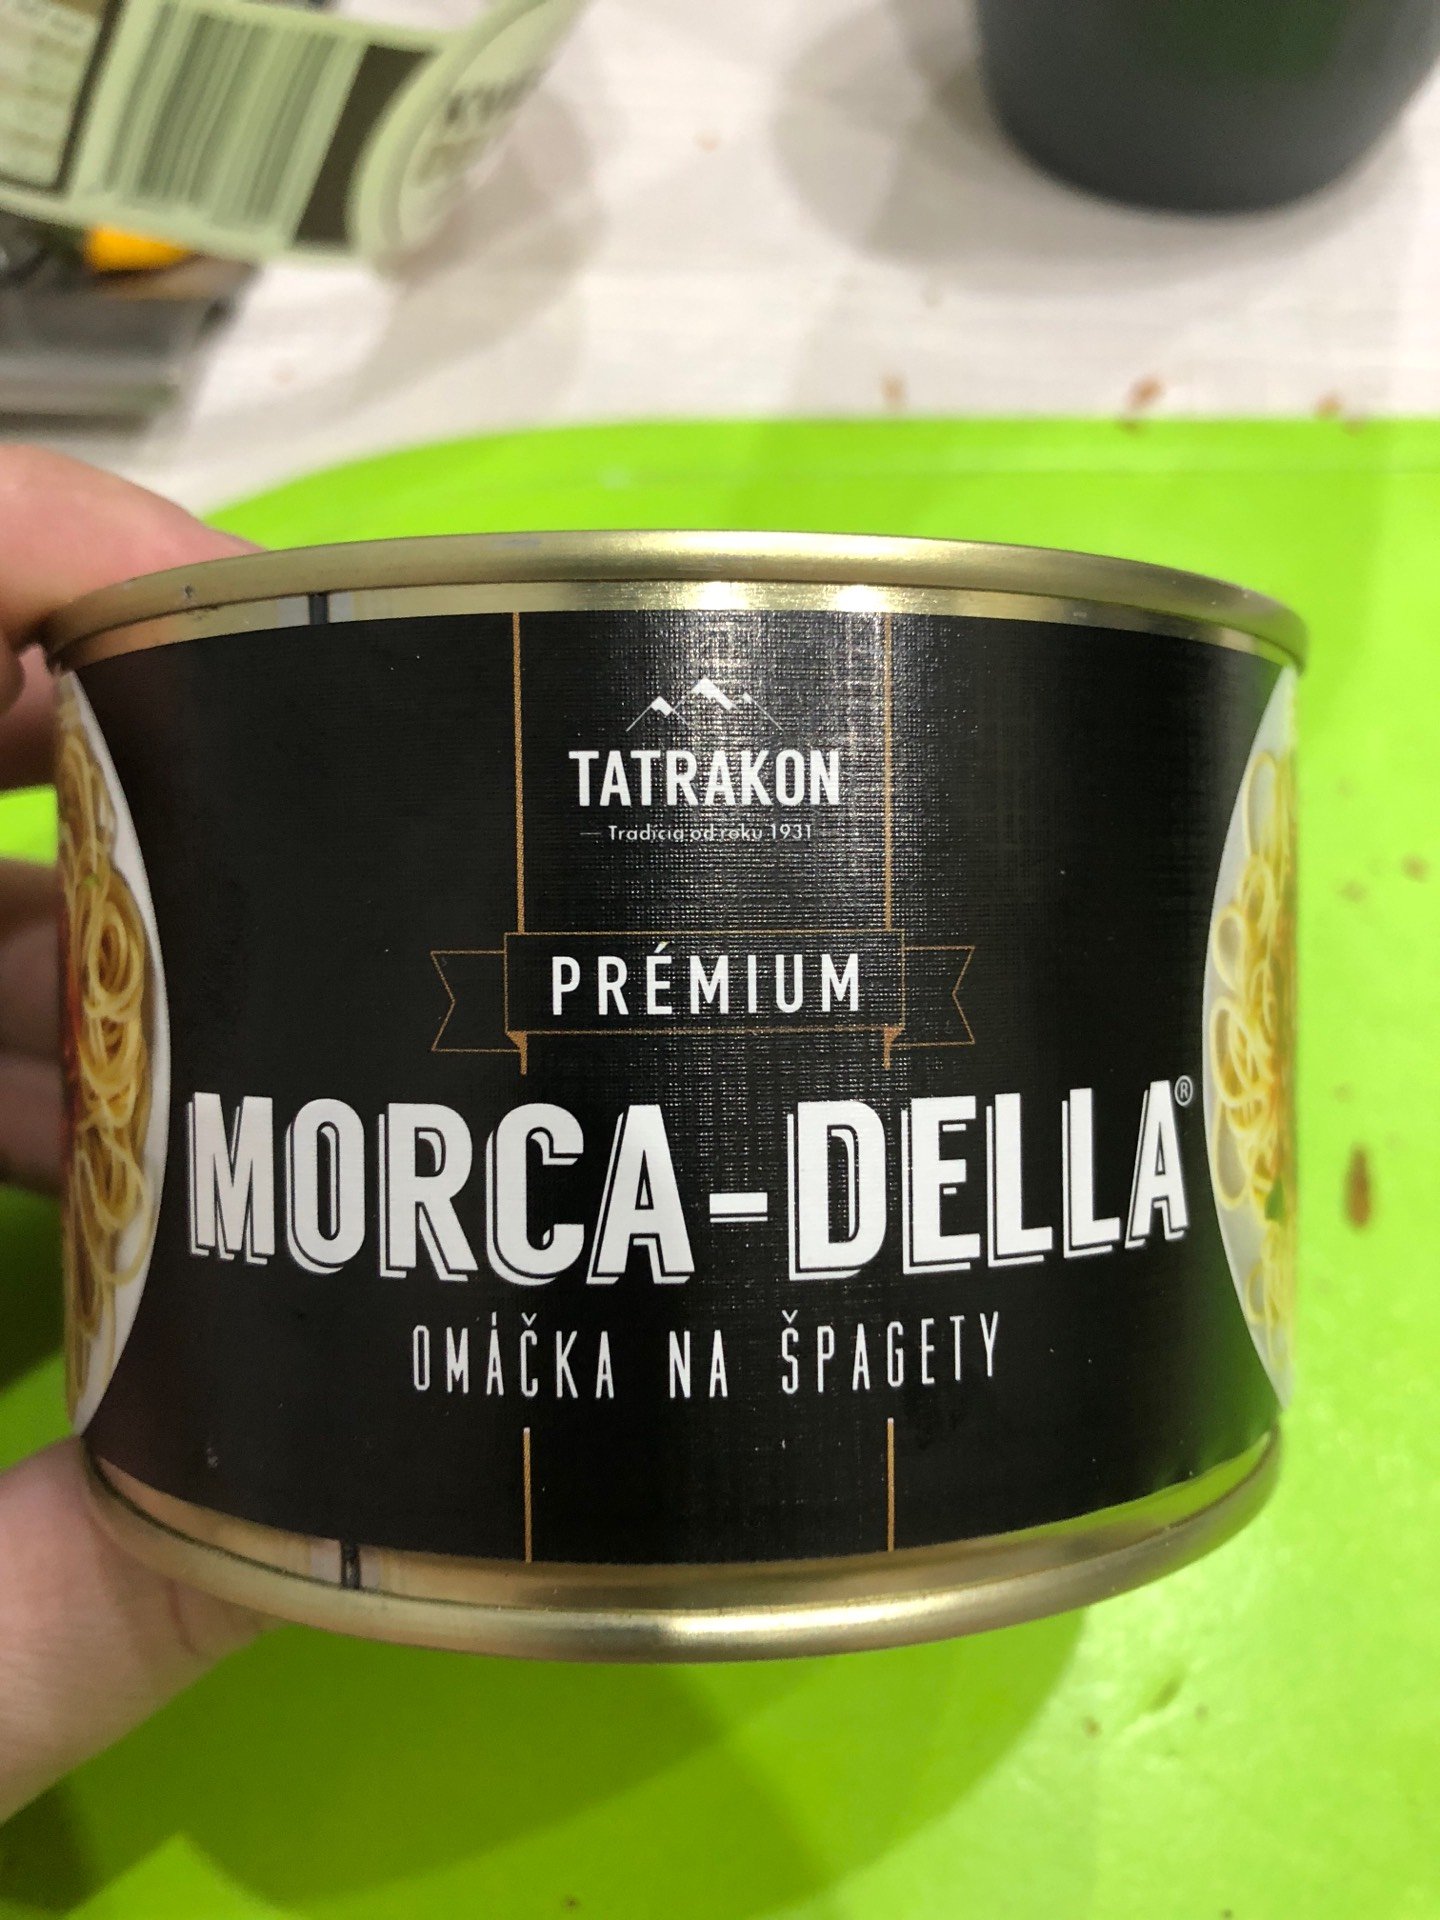 TATRAKON
Tradícia od roku 1931
PRÉMIUM
MORCA-DELLA®
OMÁČKA NA ŠPAGETY